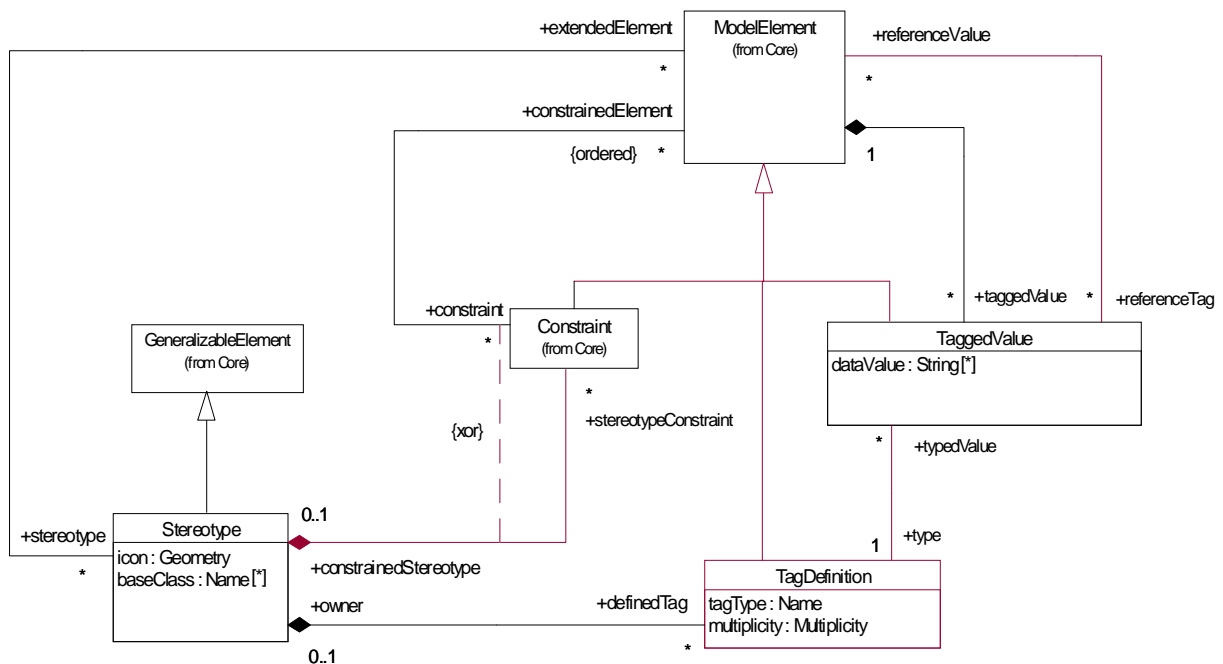 +extendedElement
ModelElement
(from Core)
+referenceValue
*
*
+constrainedElement
{ordered}
*
1
+constraint
*
Constraint
(from Core)
*
+taggedValue
*
+referenceTag
GeneralizableElement
(from Core)
TaggedValue
dataValue : String [*]
*
+stereotypeConstraint
{xor}
*
+typedValue
+stereotype
*
Stereotype
icon : Geometry
baseClass : Name [*]
0..1
+constrainedStereotype
1
+type
TagDefinition
tagType : Name
multiplicity : Multiplicity
+owner
0..1
+definedTag
*